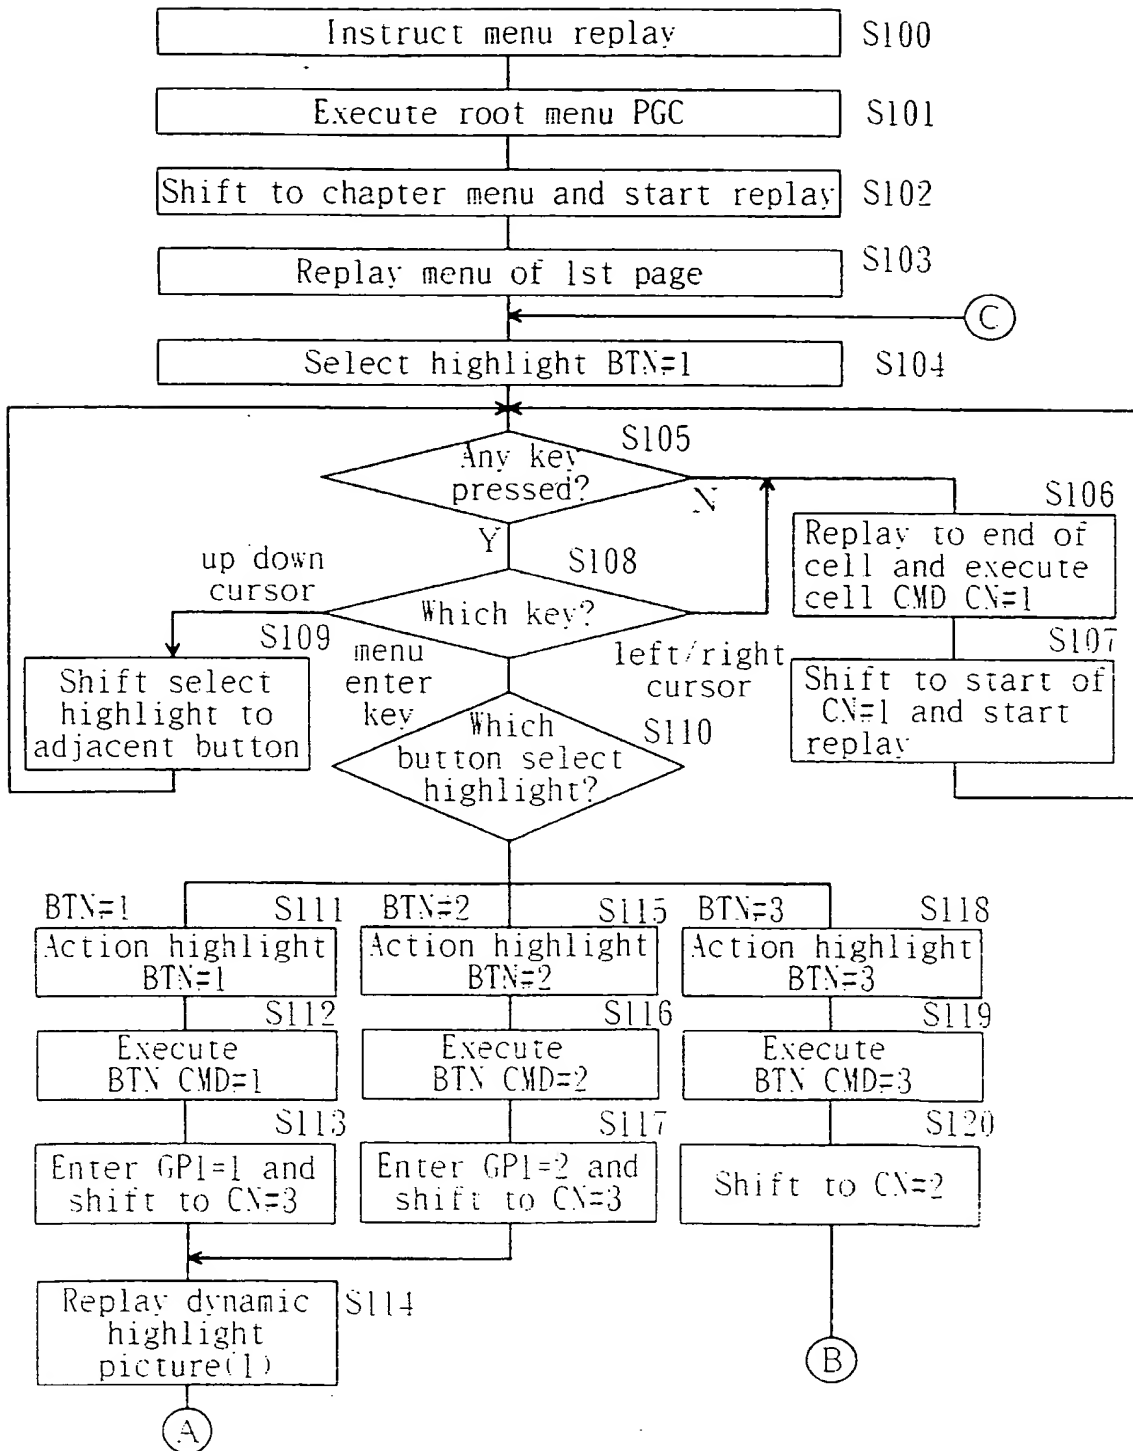 Instruct menu replay
S100
Execute root menu PGC
S101
Shift to chapter menu and start replay
S102
Replay menu of 1st page
S103
C
Select highlight BTN=1
S104
S105
Any key
pressed?
N
Y
S106
Replay to end of
cell and execute
cell CMD CN=1
up down
cursor
S108
Which key?
S109
menu
enter
key
left/right
cursor
S107
Shift to start of
CN=1 and start
replay
Shift select
highlight to
adjacent button
Which
button select
highlight?
S110
BTN=1
S111
Action highlight
BTN=1
S112
Execute
BTN CMD=1
S113
Enter GP1=1 and
shift to CN=3
BTN=2
S115
Action highlight
BTN=2
S116
Execute
BTN CMD=2
S117
Enter GP1=2 and
shift to CN=3
BTN=3
S118
Action highlight
BTN=3
S119
Execute
BTN CMD=3
S120
Shift to CN=2
Replay dynamic
highlight
picture(1)
S114
B
A